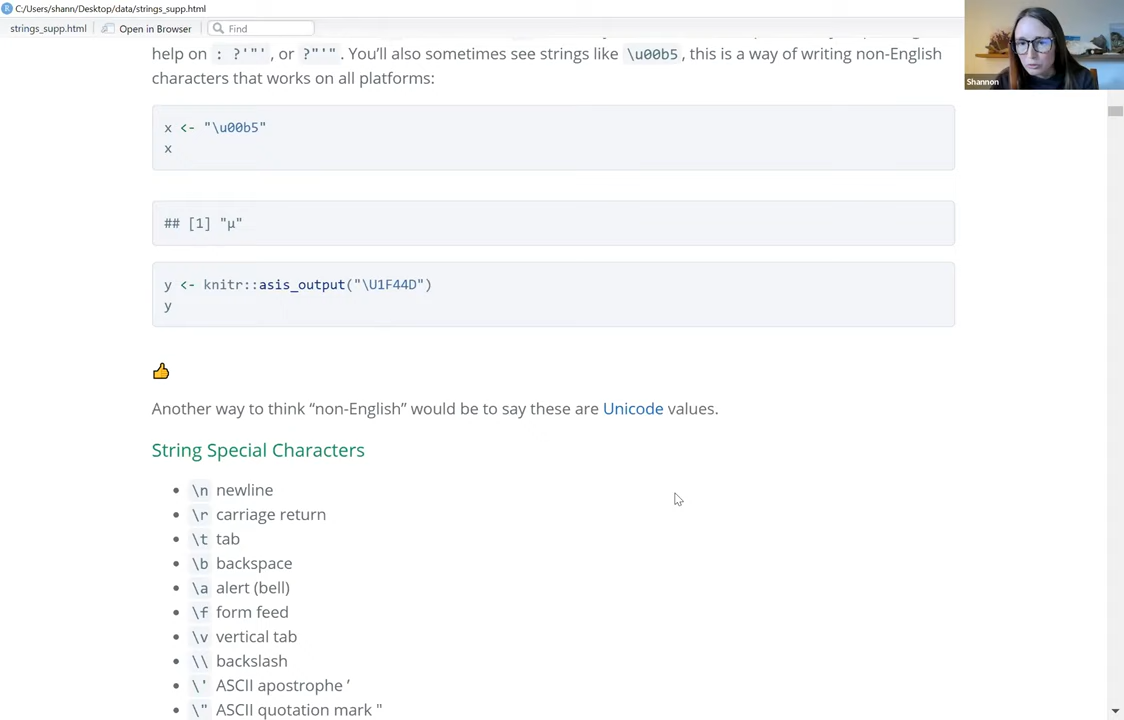 C:/Users/shann/Desktop/data/strings_supp.html
strings_supp.html Open in Browser Find
help on : ?'"', or ?"'". You’ll also sometimes see strings like \u00b5, this is a way of writing non-English
characters that works on all platforms:
x <- "\u00b5"
x
## [1] "µ"
y <- knitr::asis_output("\U1F44D")
y
👍
Another way to think “non-English” would be to say these are Unicode values.
String Special Characters
\n newline
\r carriage return
\t tab
\b backspace
\a alert (bell)
\f form feed
\v vertical tab
\\ backslash
\' ASCII apostrophe ’
\" ASCII quotation mark "
Shannon